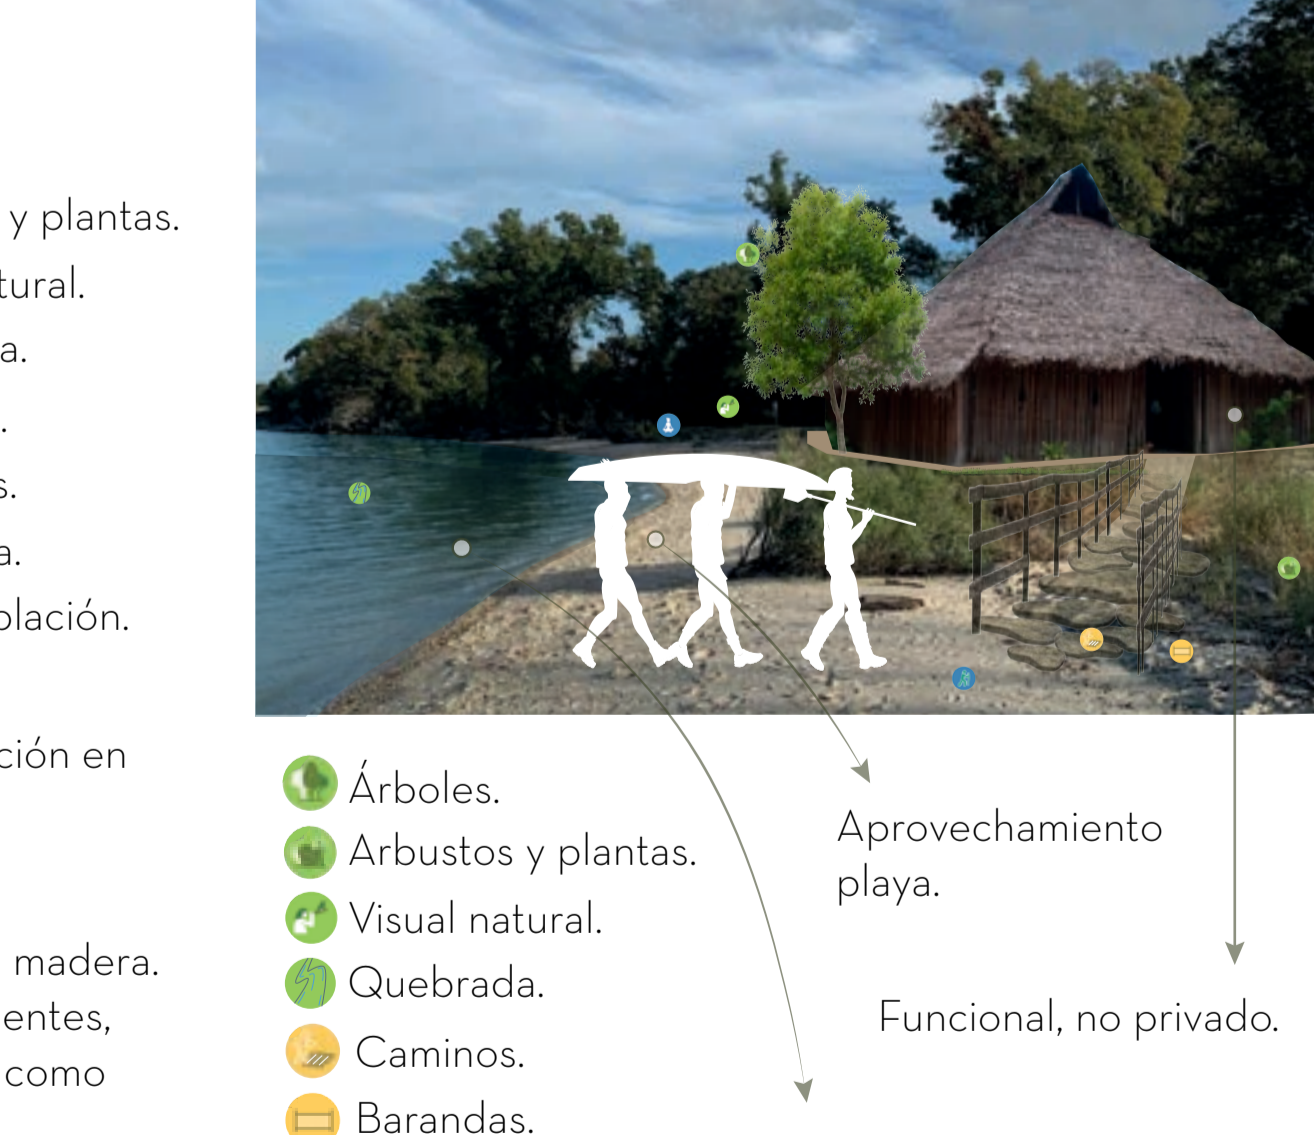 y plantas.
tural.
a.
.
s.
a.
olación.
ción en
madera.
entes,
como
Árboles.
Arbustos y plantas.
Visual natural.
Quebrada.
Caminos.
Barandas.
Aprovechamiento
playa.
Funcional, no privado.